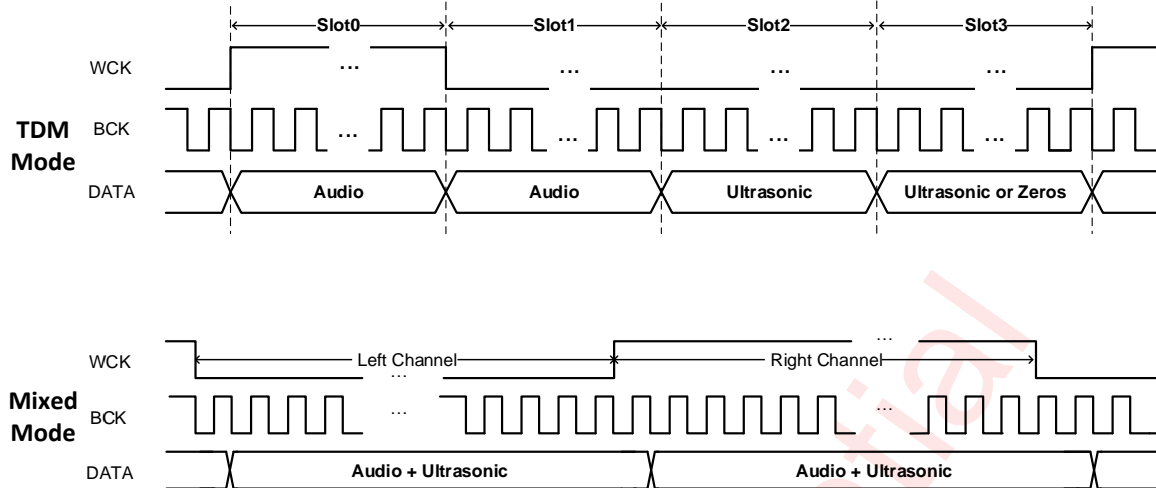 Slot0 Slot1 Slot2 Slot3
WCK ... ... ... ...
TDM Mode
BCK ... ... ... ...
DATA Audio Audio Ultrasonic Ultrasonic or Zeros
WCK Left Channel ... Right Channel ...
Mixed Mode
BCK ... ...
DATA Audio + Ultrasonic Audio + Ultrasonic